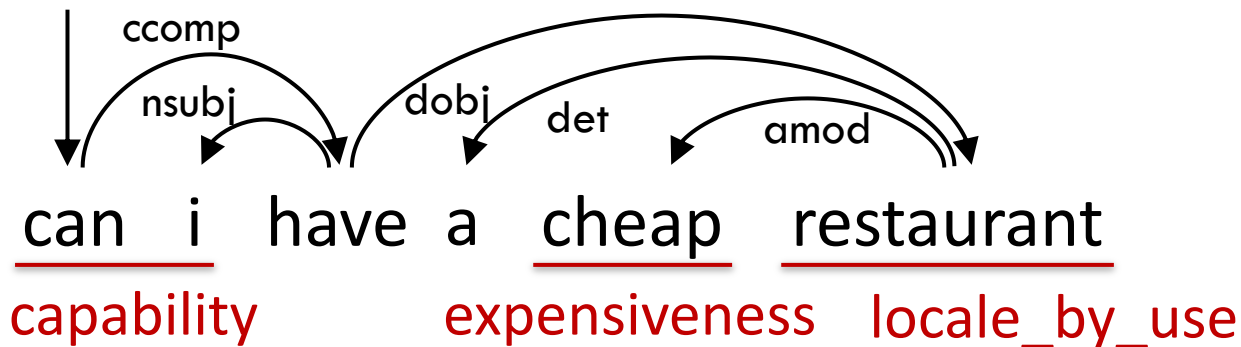 ccomp
nsubj dobj det amod
can i have a cheap restaurant
capability expensiveness locale_by_use